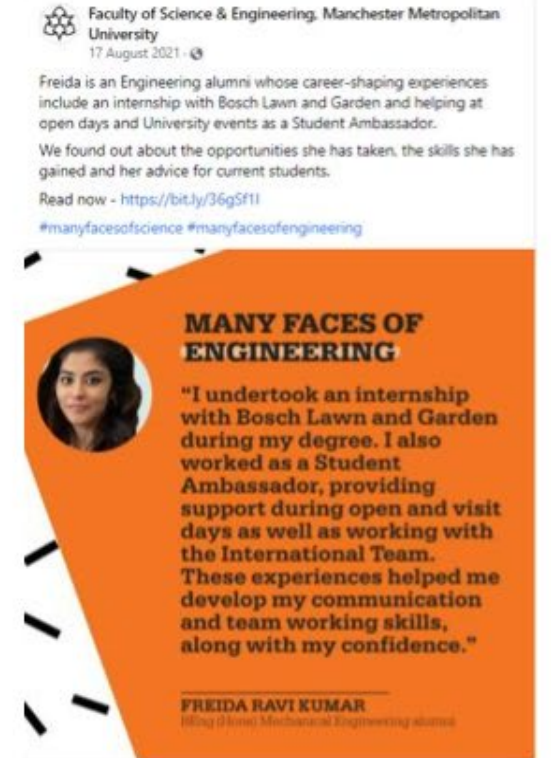 Faculty of Science & Engineering, Manchester Metropolitan
University
17 August 2021 ·
Freida is an Engineering alumni whose career-shaping experiences
include an internship with Bosch Lawn and Garden and helping at
open days and University events as a Student Ambassador.
We found out about the opportunities she has taken, the skills she has
gained and her advice for current students.
Read now - https://bit.ly/36gSf1l
#manyfacesofscience #manyfacesofengineering
MANY FACES OF
ENGINEERING
"I undertook an internship
with Bosch Lawn and Garden
during my degree. I also
worked as a Student
Ambassador, providing
support during open and visit
days as well as working with
the International Team.
These experiences helped me
develop my communication
and team working skills,
along with my confidence."
FREIDA RAVI KUMAR
BEng (Hons) Mechanical Engineering alumni